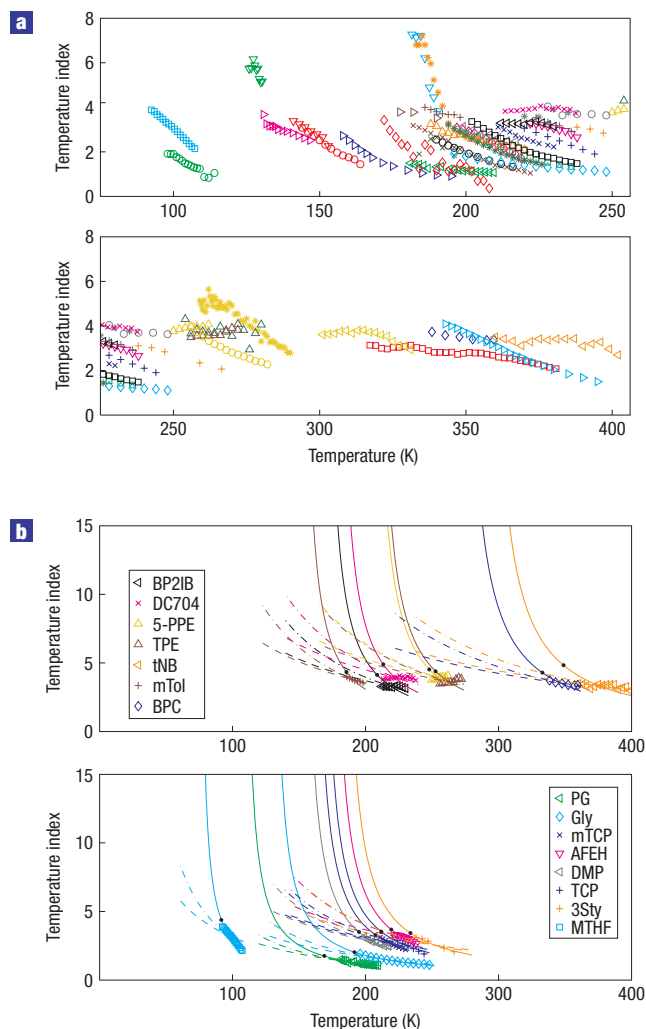 a
8
6
4
2
0
Temperature index
100
150
200
250
8
6
4
2
0
Temperature index
250
300
350
400
Temperature (K)
b
15
10
5
0
Temperature index
BP2IB
DC704
5-PPE
TPE
tNB
mTol
BPC
100
200
300
400
15
10
5
0
Temperature index
PG
Gly
mTCP
AFEH
DMP
TCP
3Sty
MTHF
100
200
300
400
Temperature (K)